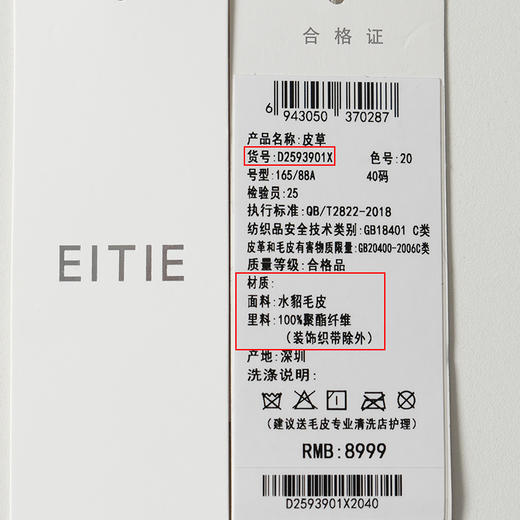 EITIE
合格证
6 943050 370287
产品名称:皮草
货号:D2593901X 色号:20
号型:165/88A 40码
检验员:25
执行标准:QB/T2822-2018
纺织品安全技术类别:GB18401 C类
皮革和毛皮有害物质限量:GB20400-2006C类
质量等级:合格品
材质:
面料:水貂毛皮
里料:100%聚酯纤维
(装饰织带除外)
产地:深圳
洗涤说明:
(建议送毛皮专业清洗店护理)
RMB:8999
D2593901X2040